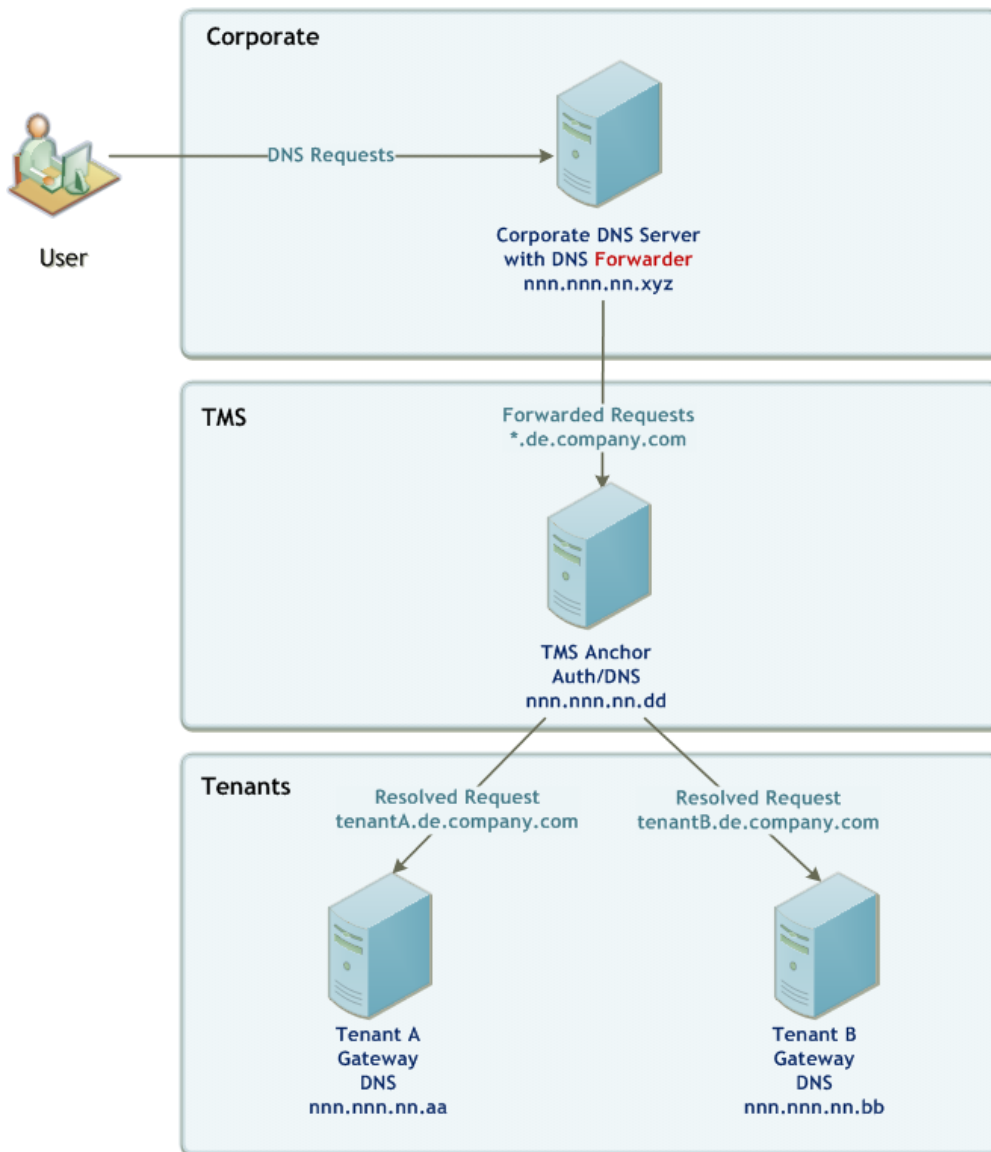 Corporate
DNS Requests
User
Corporate DNS Server
with DNS Forwarder
nnn.nnn.nn.xyz
TMS
Forwarded Requests
*.de.company.com
TMS Anchor
Auth/DNS
nnn.nnn.nn.dd
Tenants
Resolved Request
tenantA.de.company.com
Resolved Request
tenantB.de.company.com
Tenant A
Gateway
DNS
nnn.nnn.nn.aa
Tenant B
Gateway
DNS
nnn.nnn.nn.bb